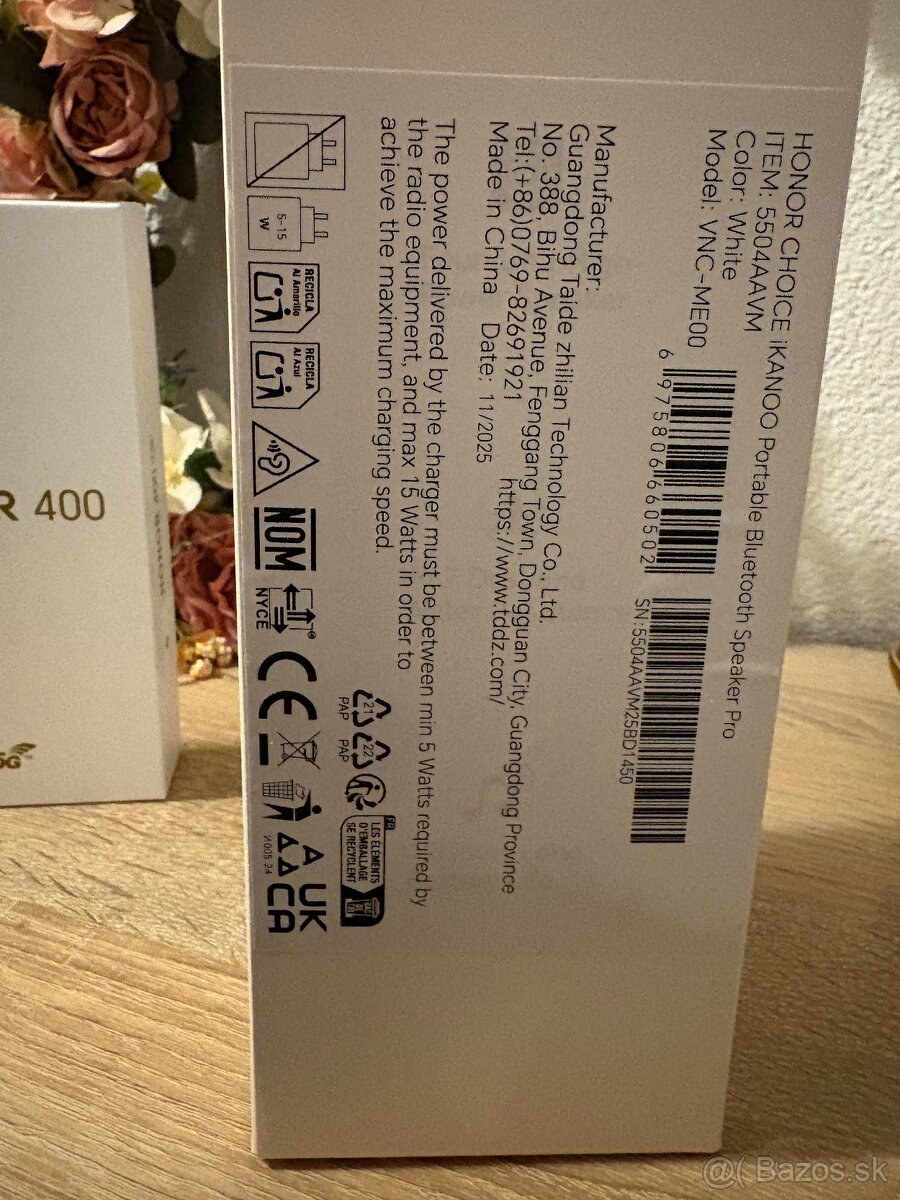 HONOR CHOICE iKANOO Portable Bluetooth Speaker Pro
ITEM: 5504AAVM
Color: White
Model: VNC-ME00
6 975806 660502
SN:5504AAVM25BD1450
Manufacturer:
Guangdong Taide zhilian Technology Co., Ltd.
No. 388, Bihu Avenue, Fenggang Town, Dongguan City, Guangdong Province
Tel:(+86)0769-82691921 https://www.tddz.com/
Made in China Date: 11/2025
The power delivered by the charger must be between min 5 Watts required by
the radio equipment, and max 15 Watts in order to
achieve the maximum charging speed.
5-15
W
RECICLA
Al Amarillo
RECICLA
Al Azul
NOM
NYCE
CE
UK
CA
21
PAP
22
PAP
FR
LES ÉLÉMENTS
D'EMBALLAGE
SE RECYCLENT
R 400
5G
@( Bazos.sk